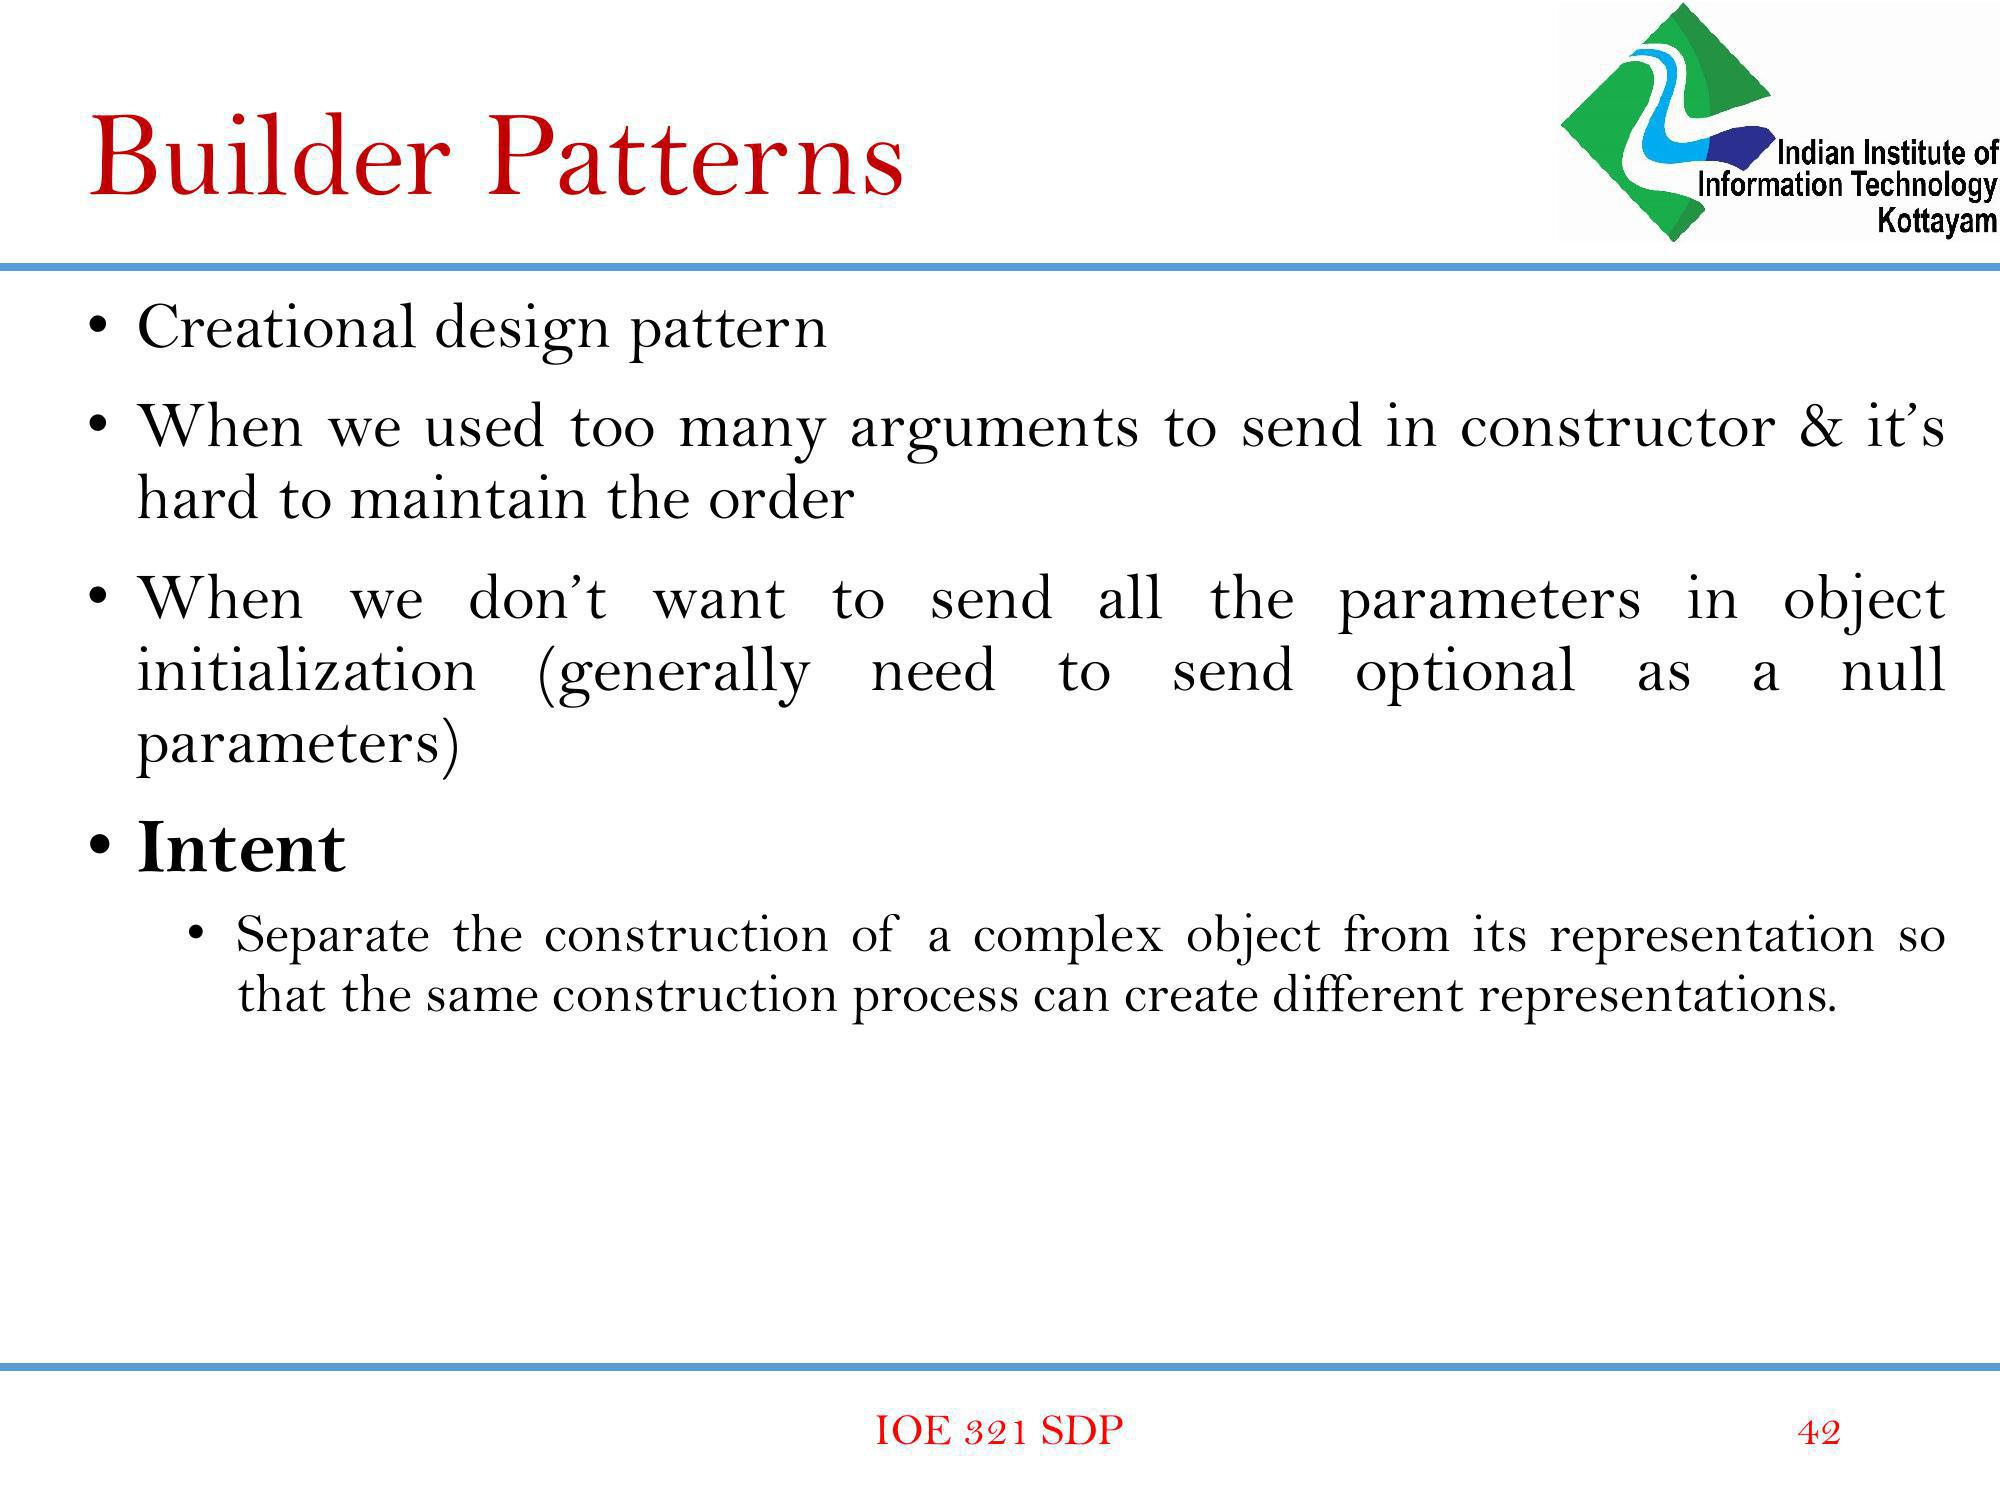 Builder Patterns
Indian Institute of
Information Technology
Kottayam
• Creational design pattern
• When we used too many arguments to send in constructor & it’s
hard to maintain the order
• When we don’t want to send all the parameters in object
initialization (generally need to send optional as a null
parameters)
• Intent
• Separate the construction of a complex object from its representation so
that the same construction process can create different representations.
IOE 321 SDP
42